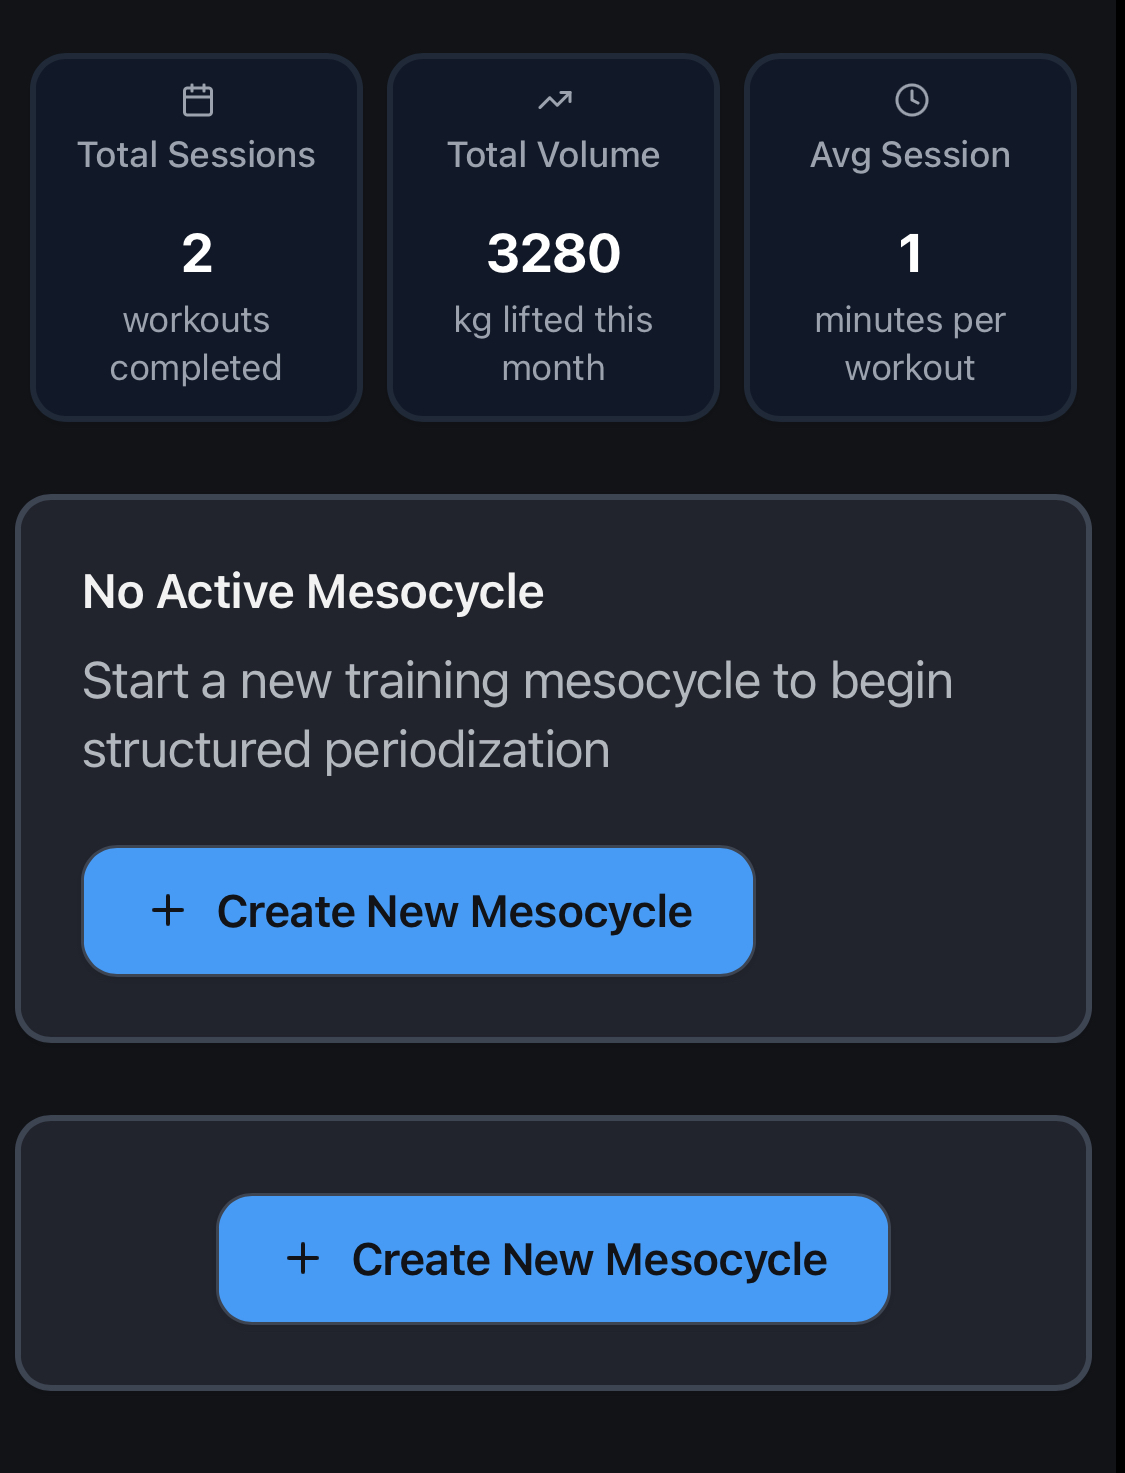 Total Sessions
2
workouts
completed
Total Volume
3280
kg lifted this
month
Avg Session
1
minutes per
workout
No Active Mesocycle
Start a new training mesocycle to begin
structured periodization
+ Create New Mesocycle
+ Create New Mesocycle